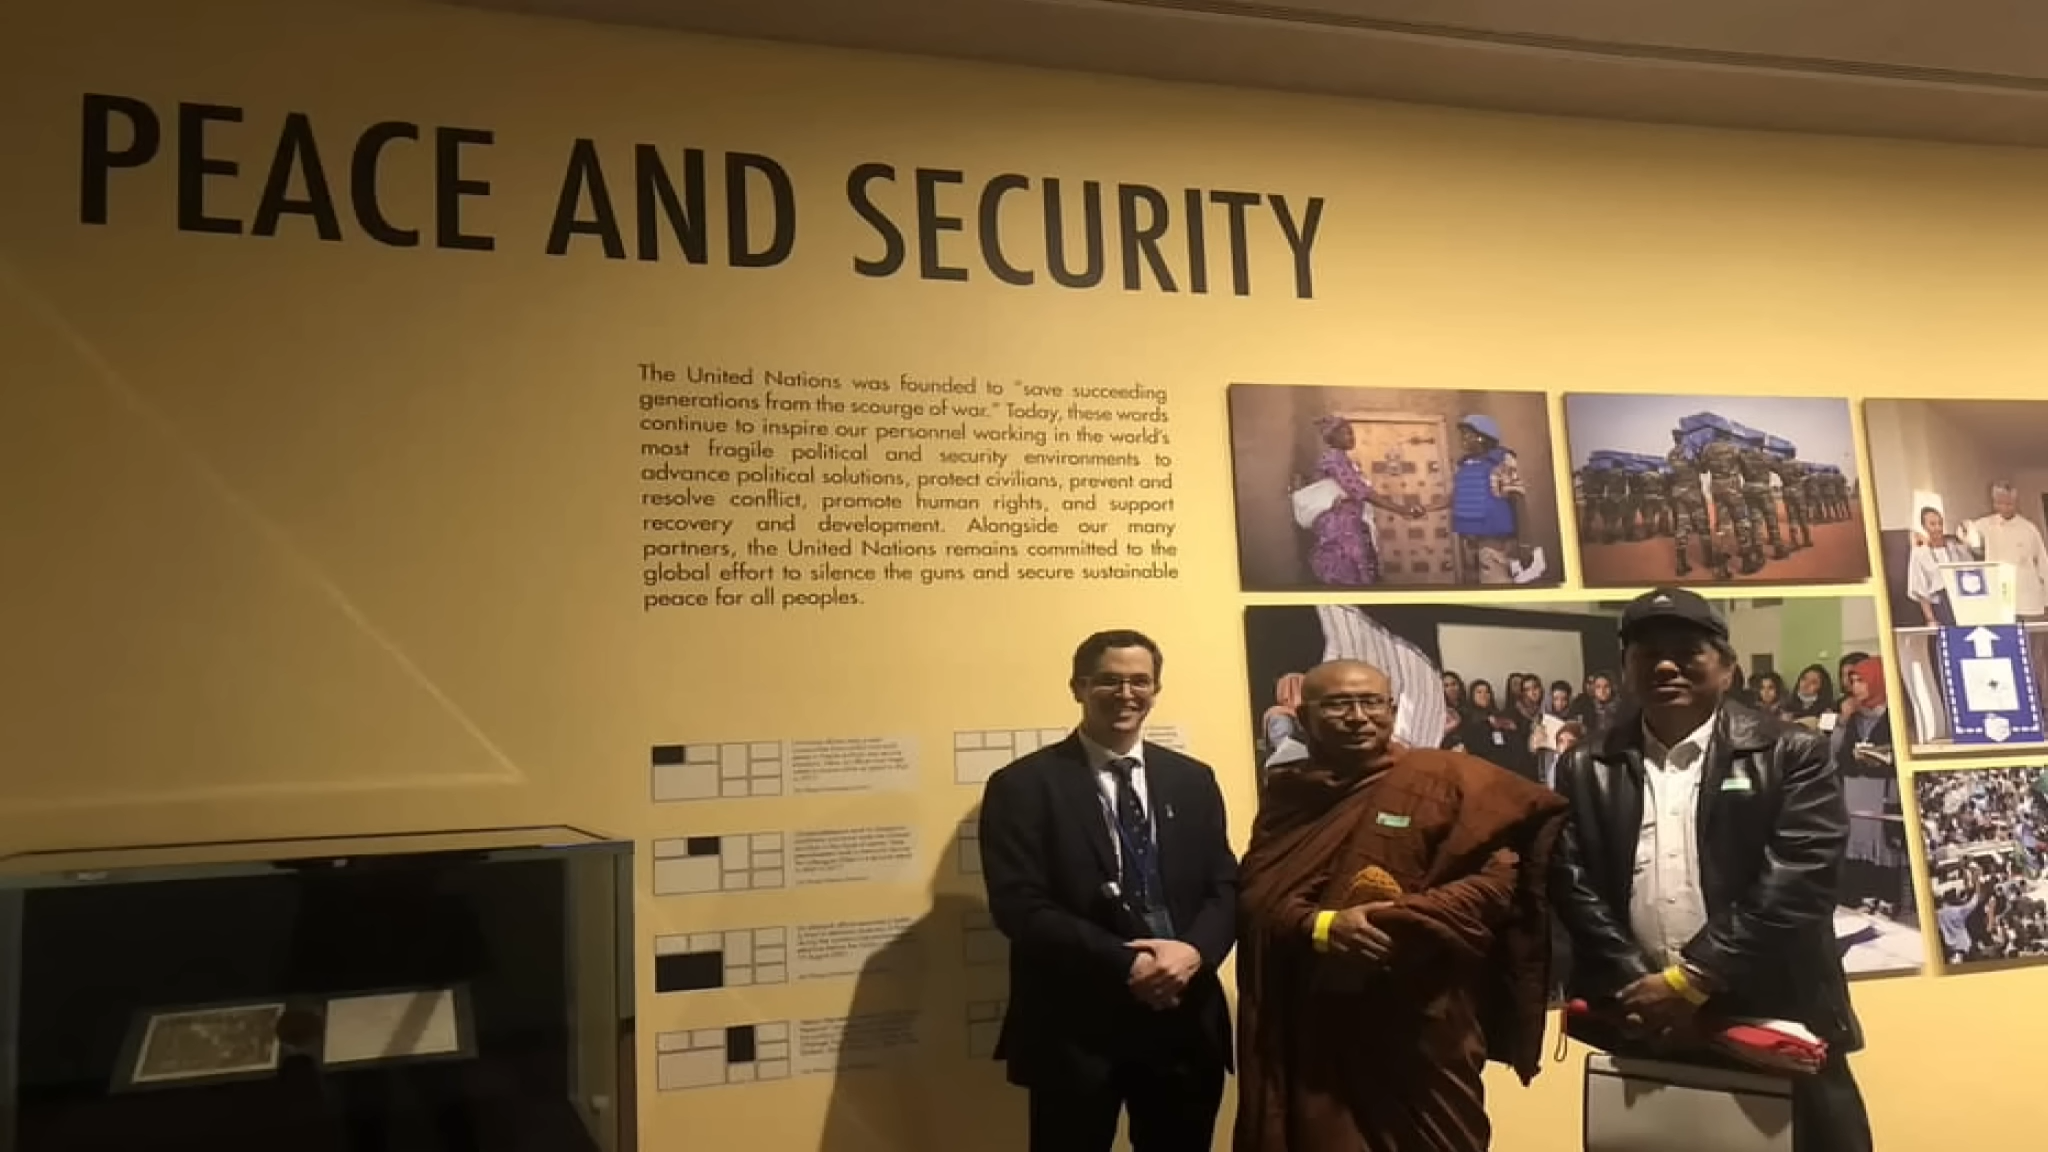 PEACE AND SECURITY
The United Nations was founded to "save succeeding
generations from the scourge of war." Today, these words
continue to inspire our personnel working in the world's
most fragile political and security environments to
advance political solutions, protect civilians, prevent and
resolve conflict, promote human rights, and support
recovery and development. Alongside our many
partners, the United Nations remains committed to the
global effort to silence the guns and secure sustainable
peace for all peoples.